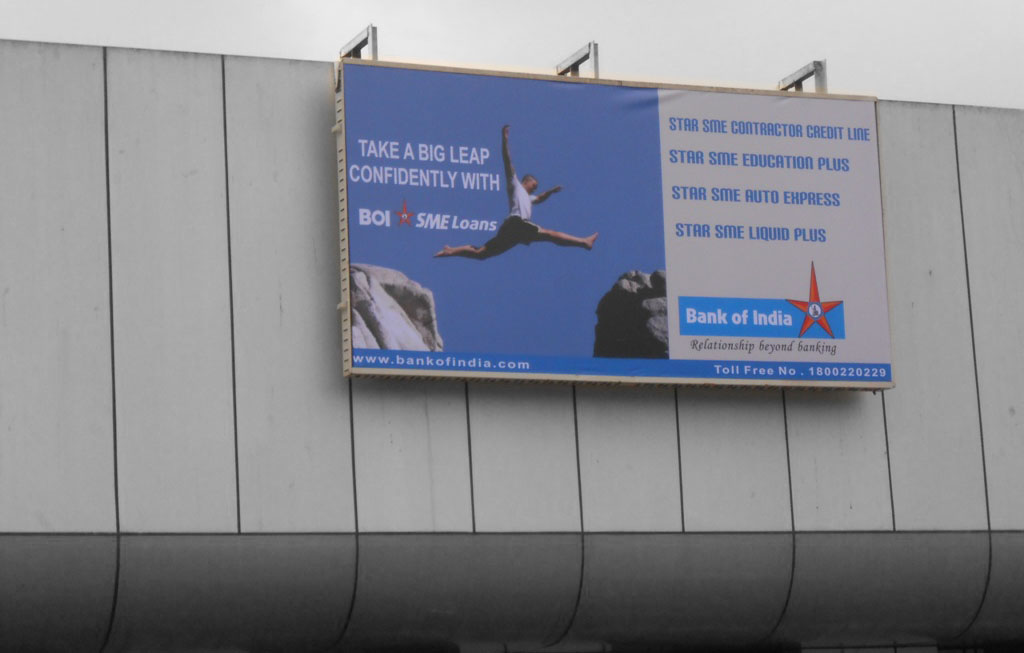 TAKE A BIG LEAP
CONFIDENTLY WITH
BOI SME Loans
STAR SME CONTRACTOR CREDIT LINE
STAR SME EDUCATION PLUS
STAR SME AUTO EXPRESS
STAR SME LIQUID PLUS
Bank of India
Relationship beyond banking
www.bankofindia.com
Toll Free No . 1800220229